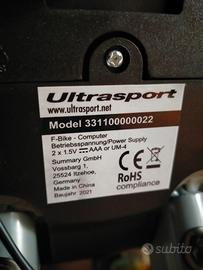 Ultrasport
www.ultrasport.net
Model 331100000022
F-Bike - Computer
Betriebsspannung/Power Supply
2 x 1.5V AAA or UM-4
Summary GmbH
Vossbarg 1,
25524 Itzehoe,
Germany
Made in China
Baujahr: 2021
CE
RoHS
compliance
subito